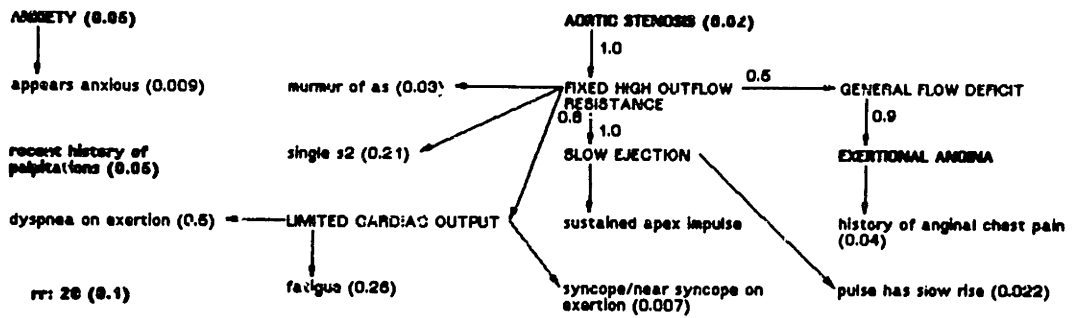 ANXIETY (0.05)
AORTIC STENOSIS (0.02)
1.0
appears anxious (0.009)
murmur of as (0.03)
FIXED HIGH OUTFLOW
RESISTANCE
0.5
GENERAL FLOW DEFICIT
0.6
1.0
0.9
recent history of
palpitations (0.05)
single s2 (0.21)
SLOW EJECTION
EXERTIONAL ANGINA
dyspnea on exertion (0.5)
LIMITED CARDIAC OUTPUT
sustained apex impulse
history of anginal chest pain
(0.04)
rr: 20 (0.1)
fatigue (0.26)
syncope/near syncope on
exertion (0.007)
pulse has slow rise (0.022)